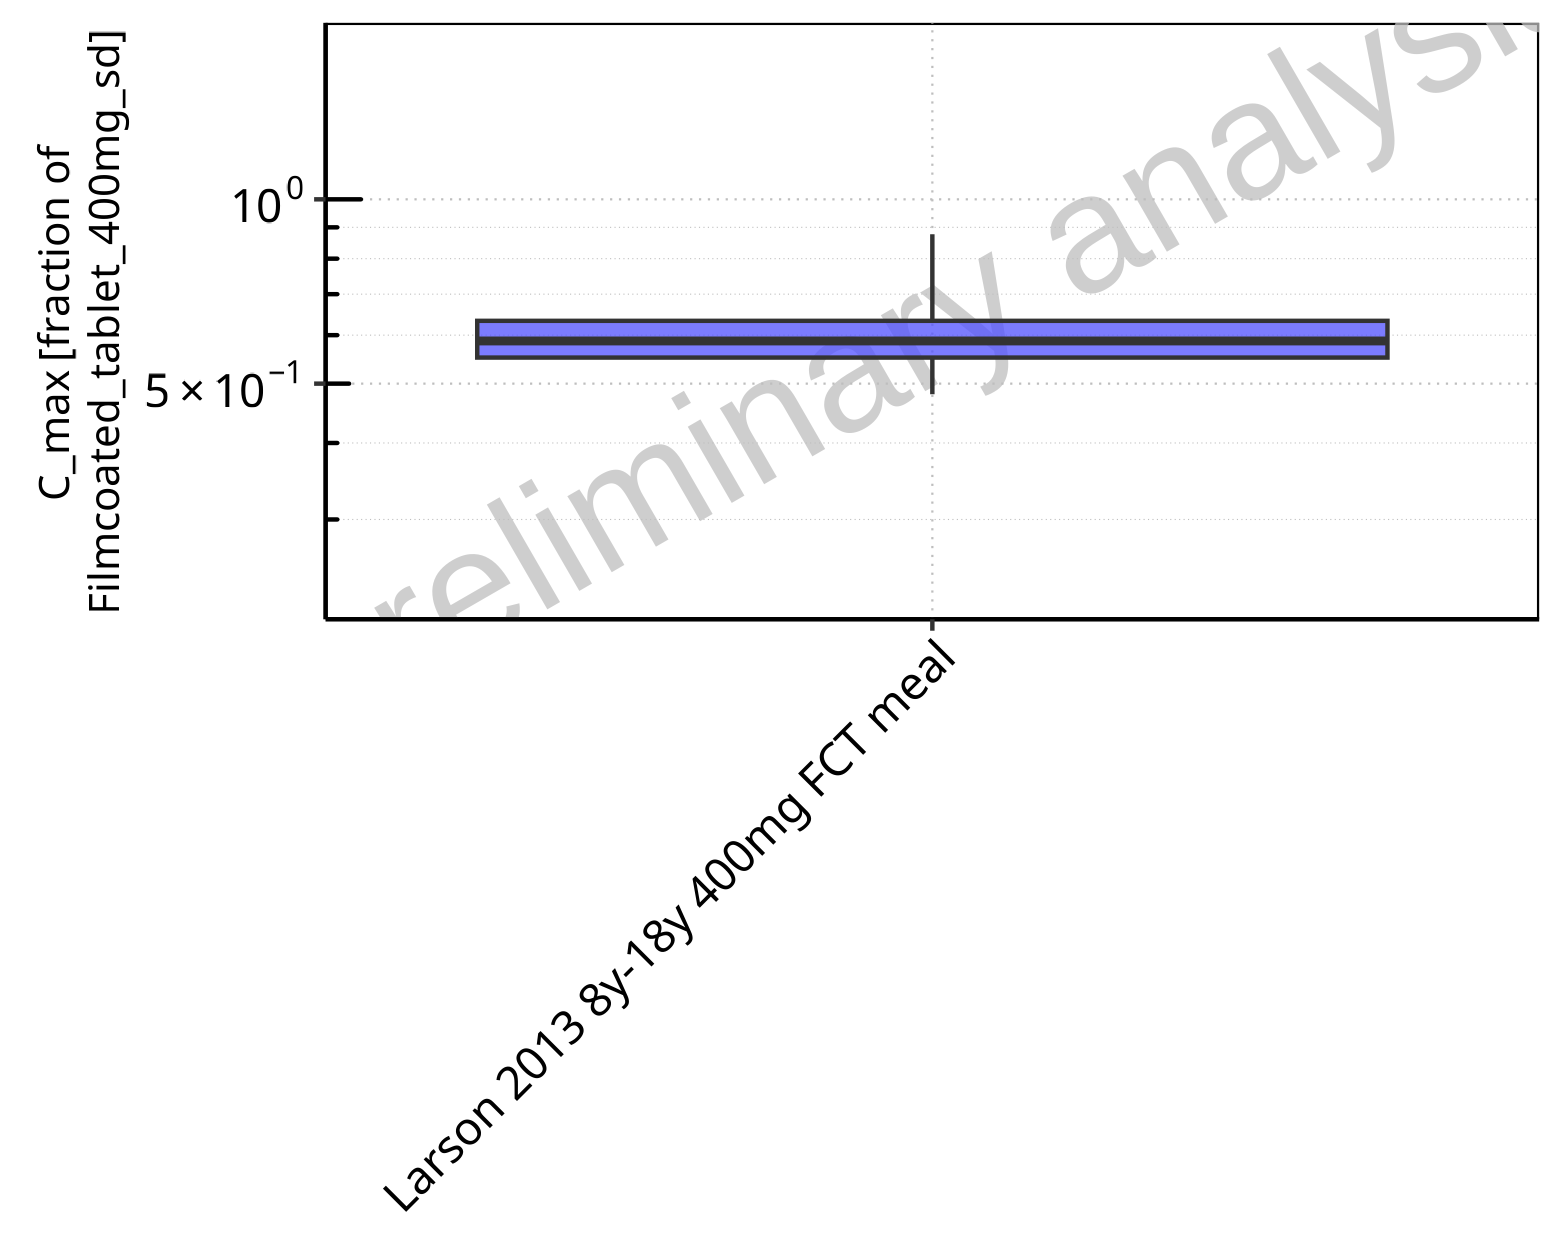 C_max [fraction of
Filmcoated_tablet_400mg_sd]
10⁰
5 × 10⁻¹
reliminary analysi
Larson 2013 8y-18y 400mg FCT meal